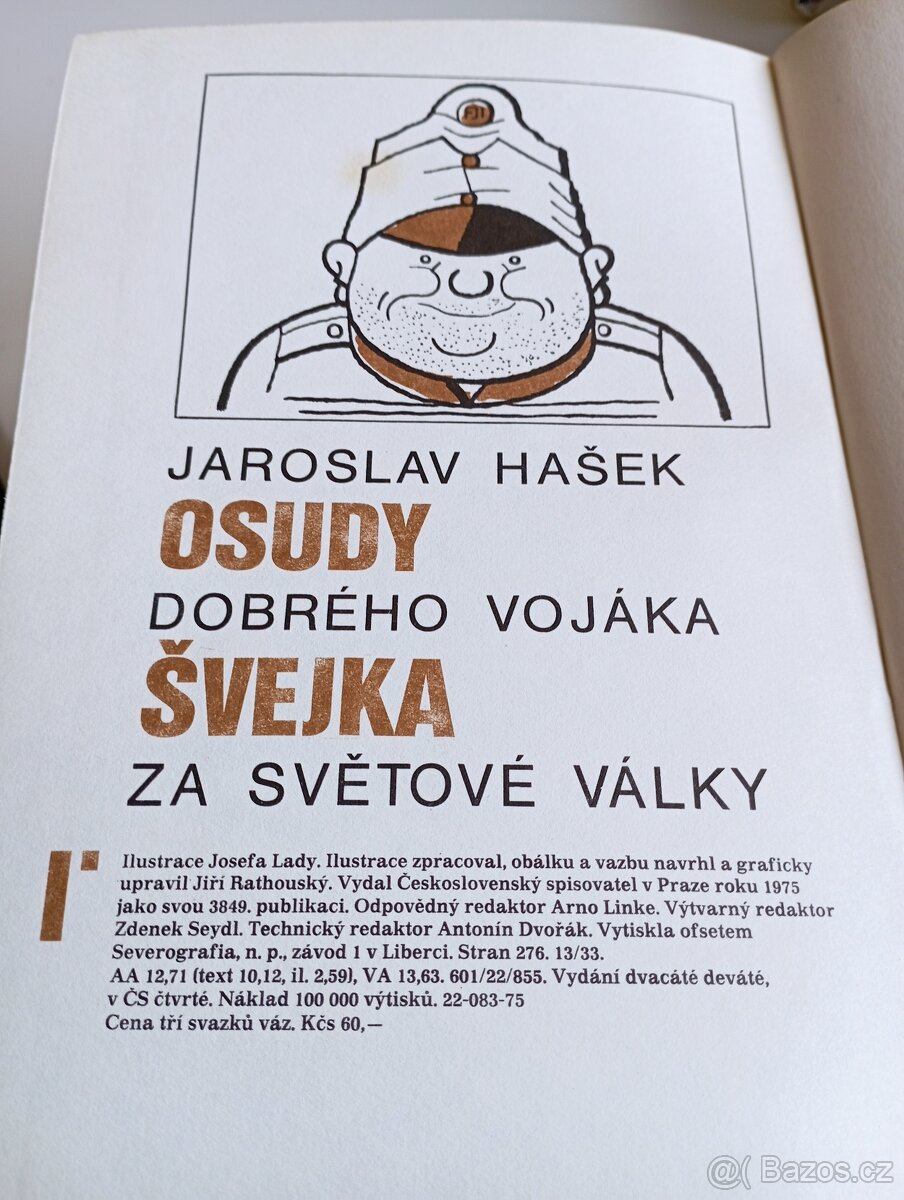 FJI
JAROSLAV HAŠEK
OSUDY
DOBRÉHO VOJÁKA
ŠVEJKA
ZA SVĚTOVÉ VÁLKY
I.
Ilustrace Josefa Lady. Ilustrace zpracoval, obálku a vazbu navrhl a graficky
upravil Jiří Rathouský. Vydal Československý spisovatel v Praze roku 1975
jako svou 3849. publikaci. Odpovědný redaktor Arno Linke. Výtvarný redaktor
Zdenek Seydl. Technický redaktor Antonín Dvořák. Vytiskla ofsetem
Severografia, n. p., závod 1 v Liberci. Stran 276. 13/33.
AA 12,71 (text 10,12, il. 2,59), VA 13,63. 601/22/855. Vydání dvacáté deváté,
v ČS čtvrté. Náklad 100 000 výtisků. 22-083-75
Cena tří svazků váz. Kčs 60,—
@( Bazos.cz